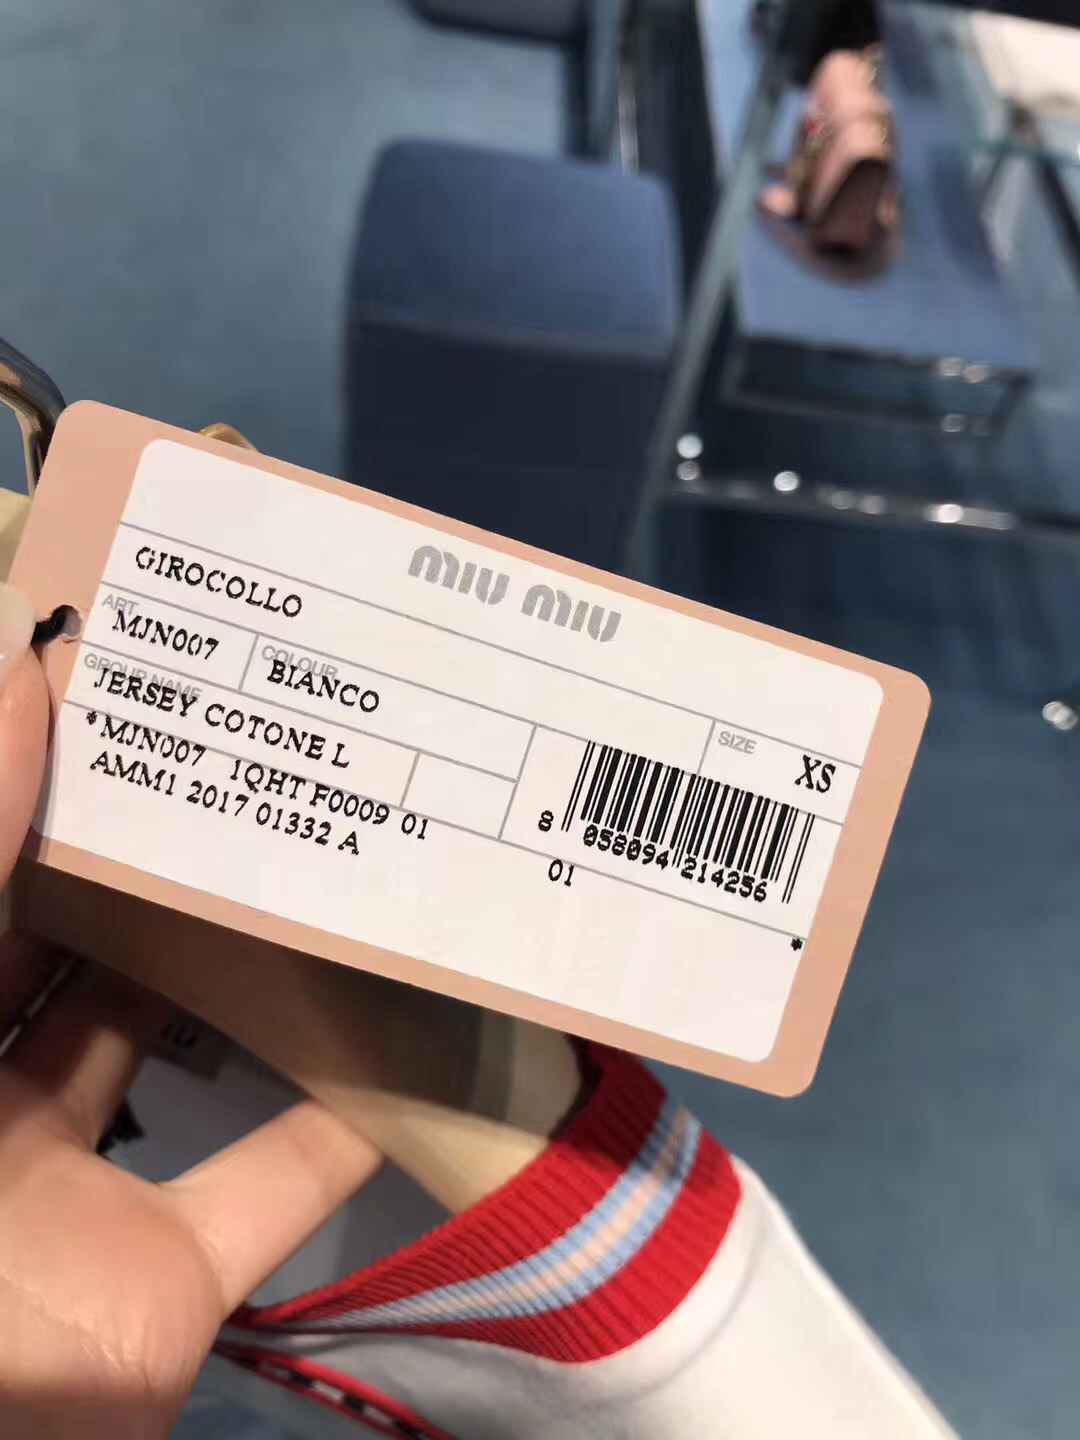 miu miu
GIROCOLLO
ART.
MJN007
COLOUR
BIANCO
GROUP NAME
JERSEY COTONE L
SIZE
XS
*MJN007 1QHT F0009 01
AMM1 2017 01332 A
8 058094 214256
01
*